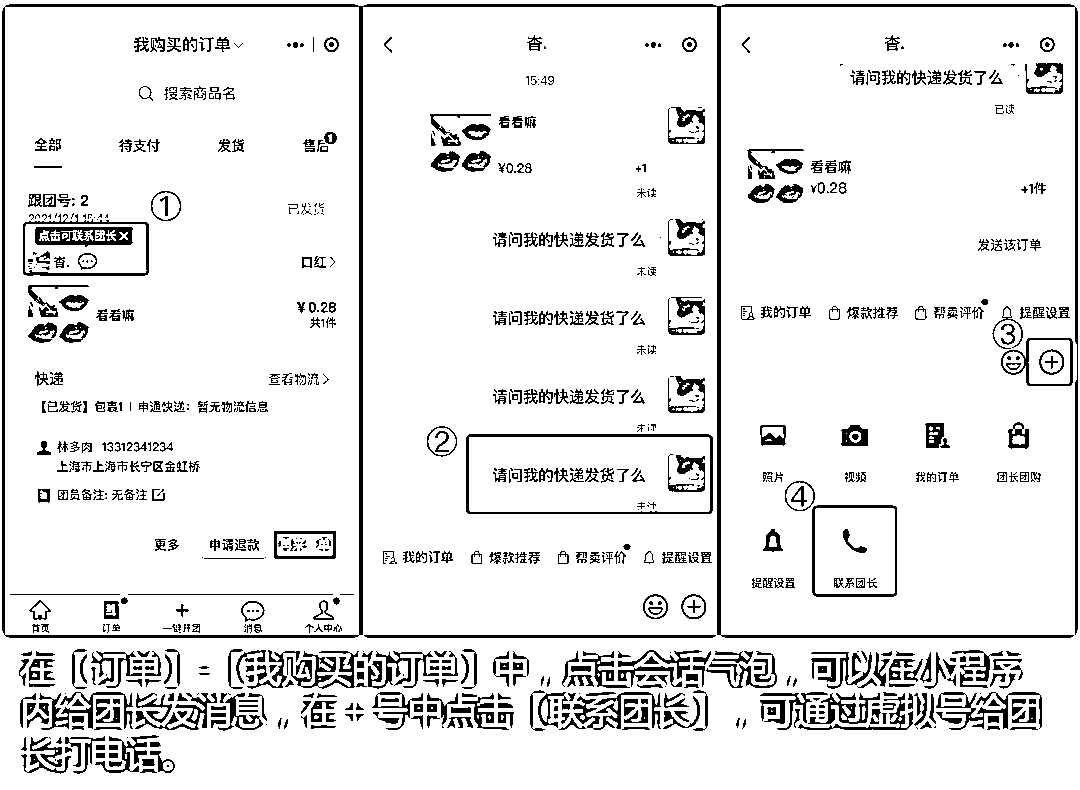 我购买的订单
搜索商品名
全部 待支付 发货 售后 1
跟团号: 2
①
2021/12/1 15:44
已发货
点击可联系团长 X
杳.
口红 >
看看嘛
¥0.28
共1件
快递
查看物流 >
【已发货】包裹1 | 申通快递: 暂无物流信息
林多肉 13312341234
上海市上海市长宁区金虹桥
团员备注: 无备注
更多 申请退款
首页 订单 一键开团 消息 个人中心
杳.
15:49
看看嘛
¥0.28 +1
未读
请问我的快递发货了么
未读
请问我的快递发货了么
未读
请问我的快递发货了么
未读
②
请问我的快递发货了么
未读
我的订单 爆款推荐 帮卖评价 提醒设置
杳.
请问我的快递发货了么
已读
看看嘛
¥0.28 +1件
发送该订单
我的订单 爆款推荐 帮卖评价 提醒设置
③
照片 视频 我的订单 团长团购
④
提醒设置 联系团长
在【订单】-【我购买的订单】中，点击会话气泡，可以在小程序
内给团长发消息，在+号中点击【联系团长】，可通过虚拟号给团
长打电话。